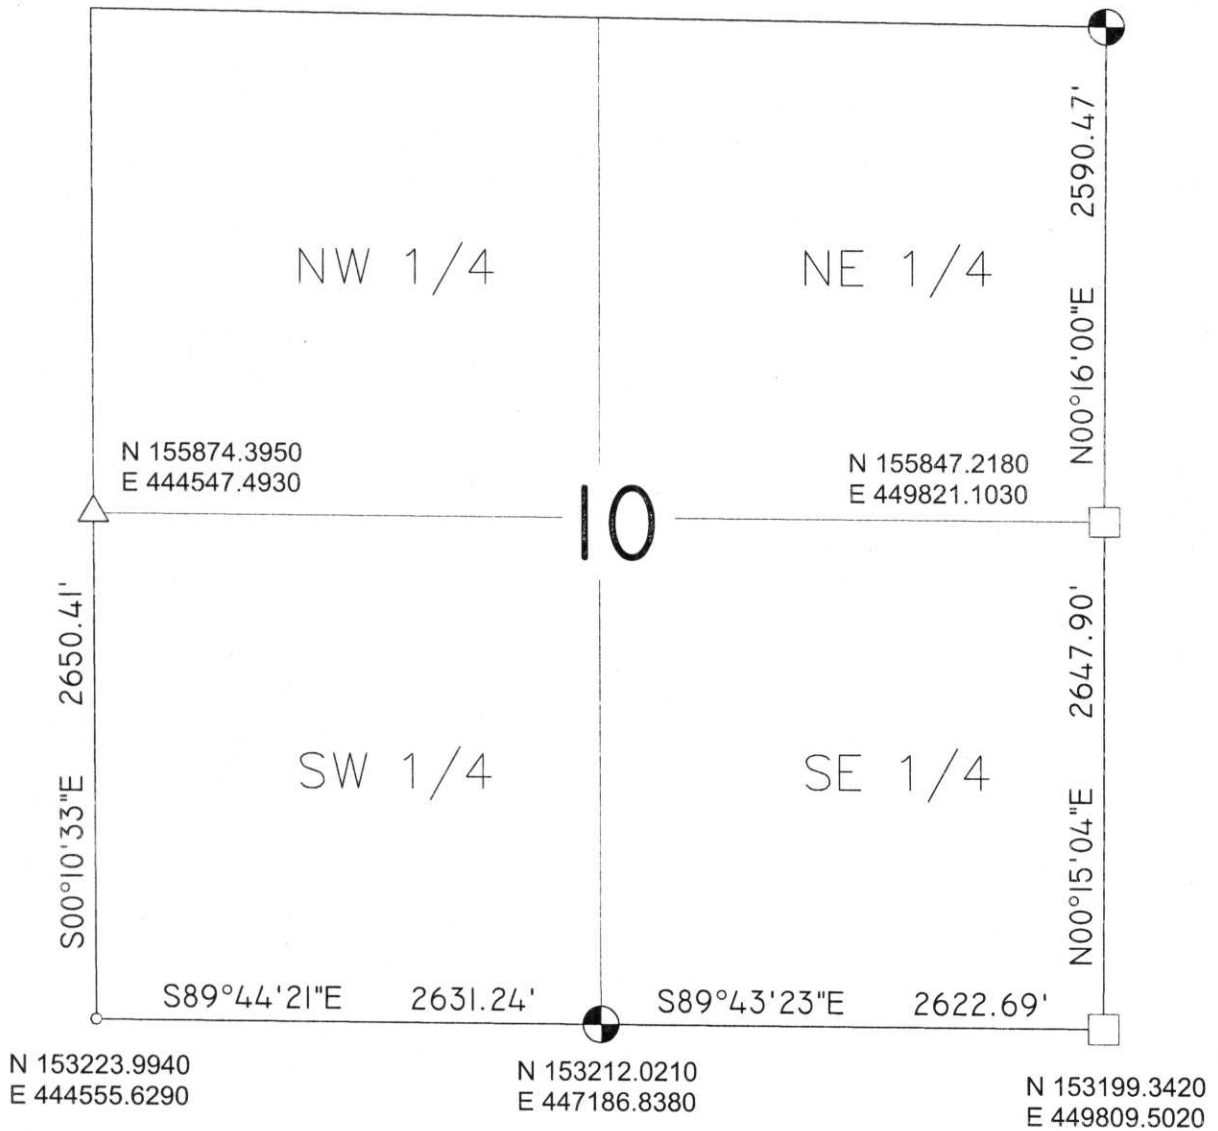 N00°16'00"E 2590.47'
NW 1/4
NE 1/4
N 155874.3950
E 444547.4930
N 155847.2180
E 449821.1030
10
S00°10'33"E 2650.41'
N00°15'04"E 2647.90'
SW 1/4
SE 1/4
S89°44'21"E 2631.24'
S89°43'23"E 2622.69'
N 153223.9940
E 444555.6290
N 153212.0210
E 447186.8380
N 153199.3420
E 449809.5020